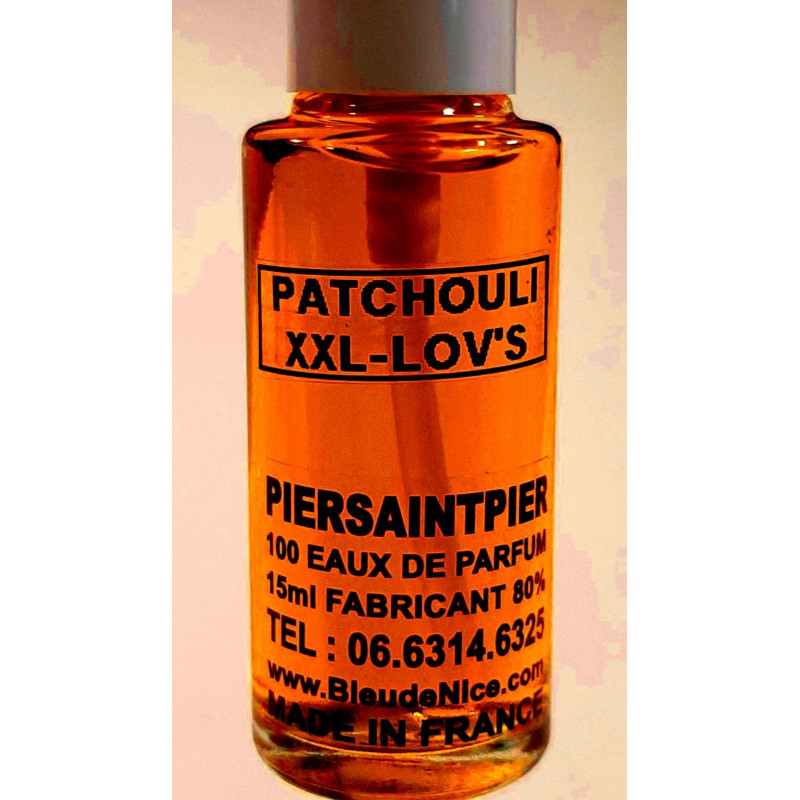 PATCHOULI
XXL-LOV'S
PIERSAINTPIER
100 EAUX DE PARFUM
15ml FABRICANT 80%
TEL : 06.6314.6325
www.BleudeNice.com
MADE IN FRANCE